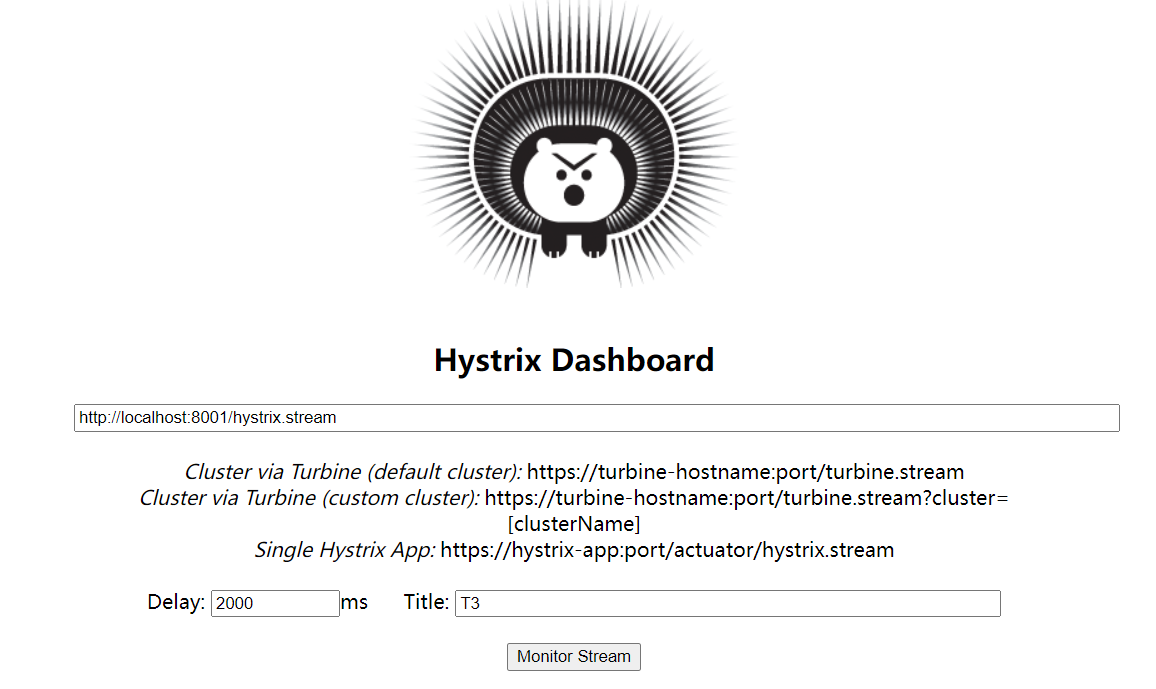 Hystrix Dashboard
http://localhost:8001/hystrix.stream
Cluster via Turbine (default cluster): https://turbine-hostname:port/turbine.stream
Cluster via Turbine (custom cluster): https://turbine-hostname:port/turbine.stream?cluster=
[clusterName]
Single Hystrix App: https://hystrix-app:port/actuator/hystrix.stream
Delay: 2000 ms Title: T3
Monitor Stream